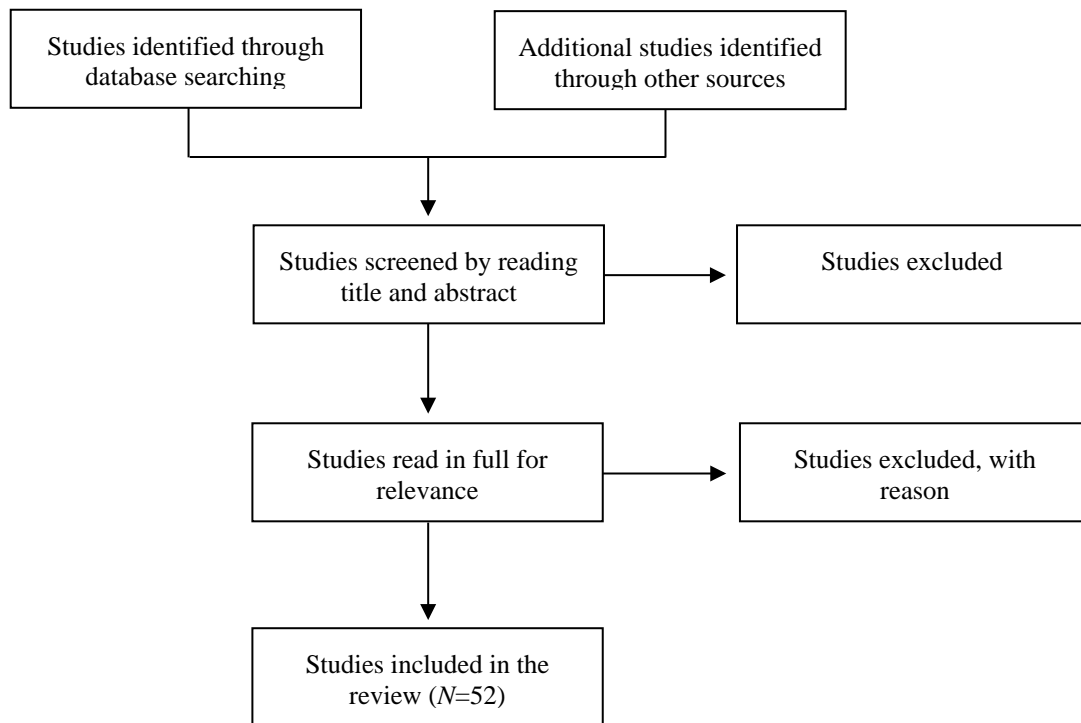 Studies identified through
database searching
Additional studies identified
through other sources
Studies screened by reading
title and abstract
Studies excluded
Studies read in full for
relevance
Studies excluded, with
reason
Studies included in the
review (N=52)